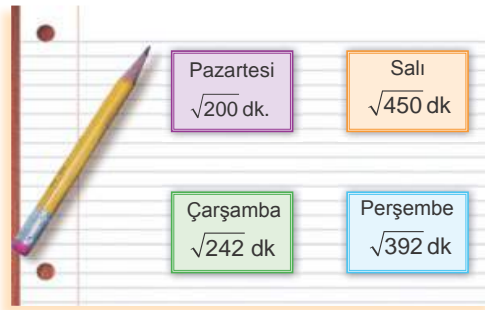 Pazartesi
√200 dk.
Salı
√450 dk
Çarşamba
√242 dk
Perşembe
√392 dk